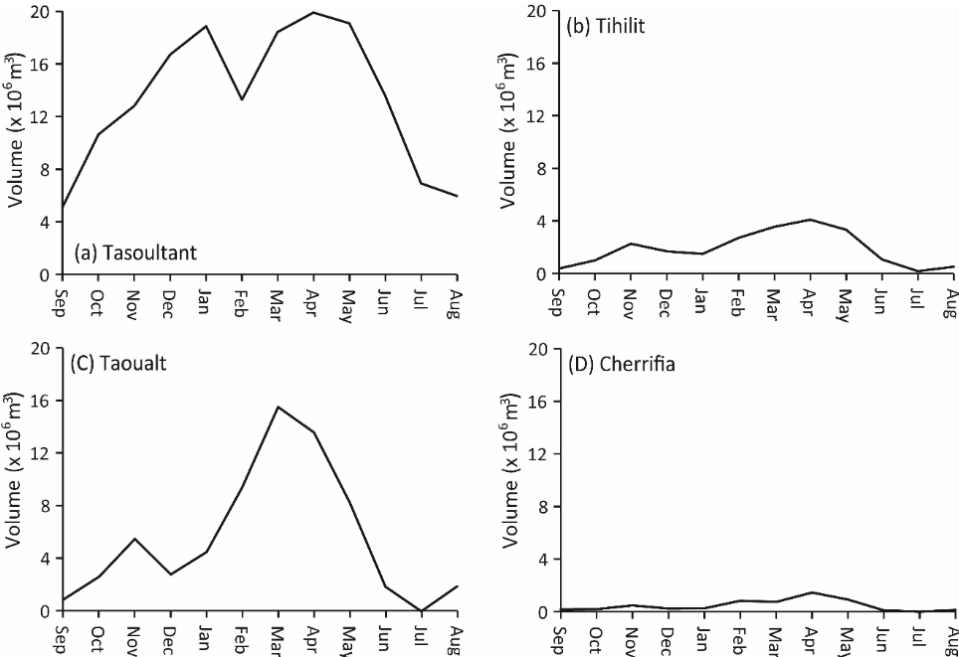 20
16
12
8
4
0
Volume (x 10⁶ m³)
(a) Tasoultant
Sep Oct Nov Dec Jan Feb Mar Apr May Jun Jul Aug
(b) Tihilit
20
16
12
8
4
0
Volume (x 10⁶ m³)
Sep Oct Nov Dec Jan Feb Mar Apr May Jun Jul Aug
(C) Taoualt
20
16
12
8
4
0
Volume (x 10⁶ m³)
Sep Oct Nov Dec Jan Feb Mar Apr May Jun Jul Aug
(D) Cherrifia
20
16
12
8
4
0
Volume (x 10⁶ m³)
Sep Oct Nov Dec Jan Feb Mar Apr May Jun Jul Aug